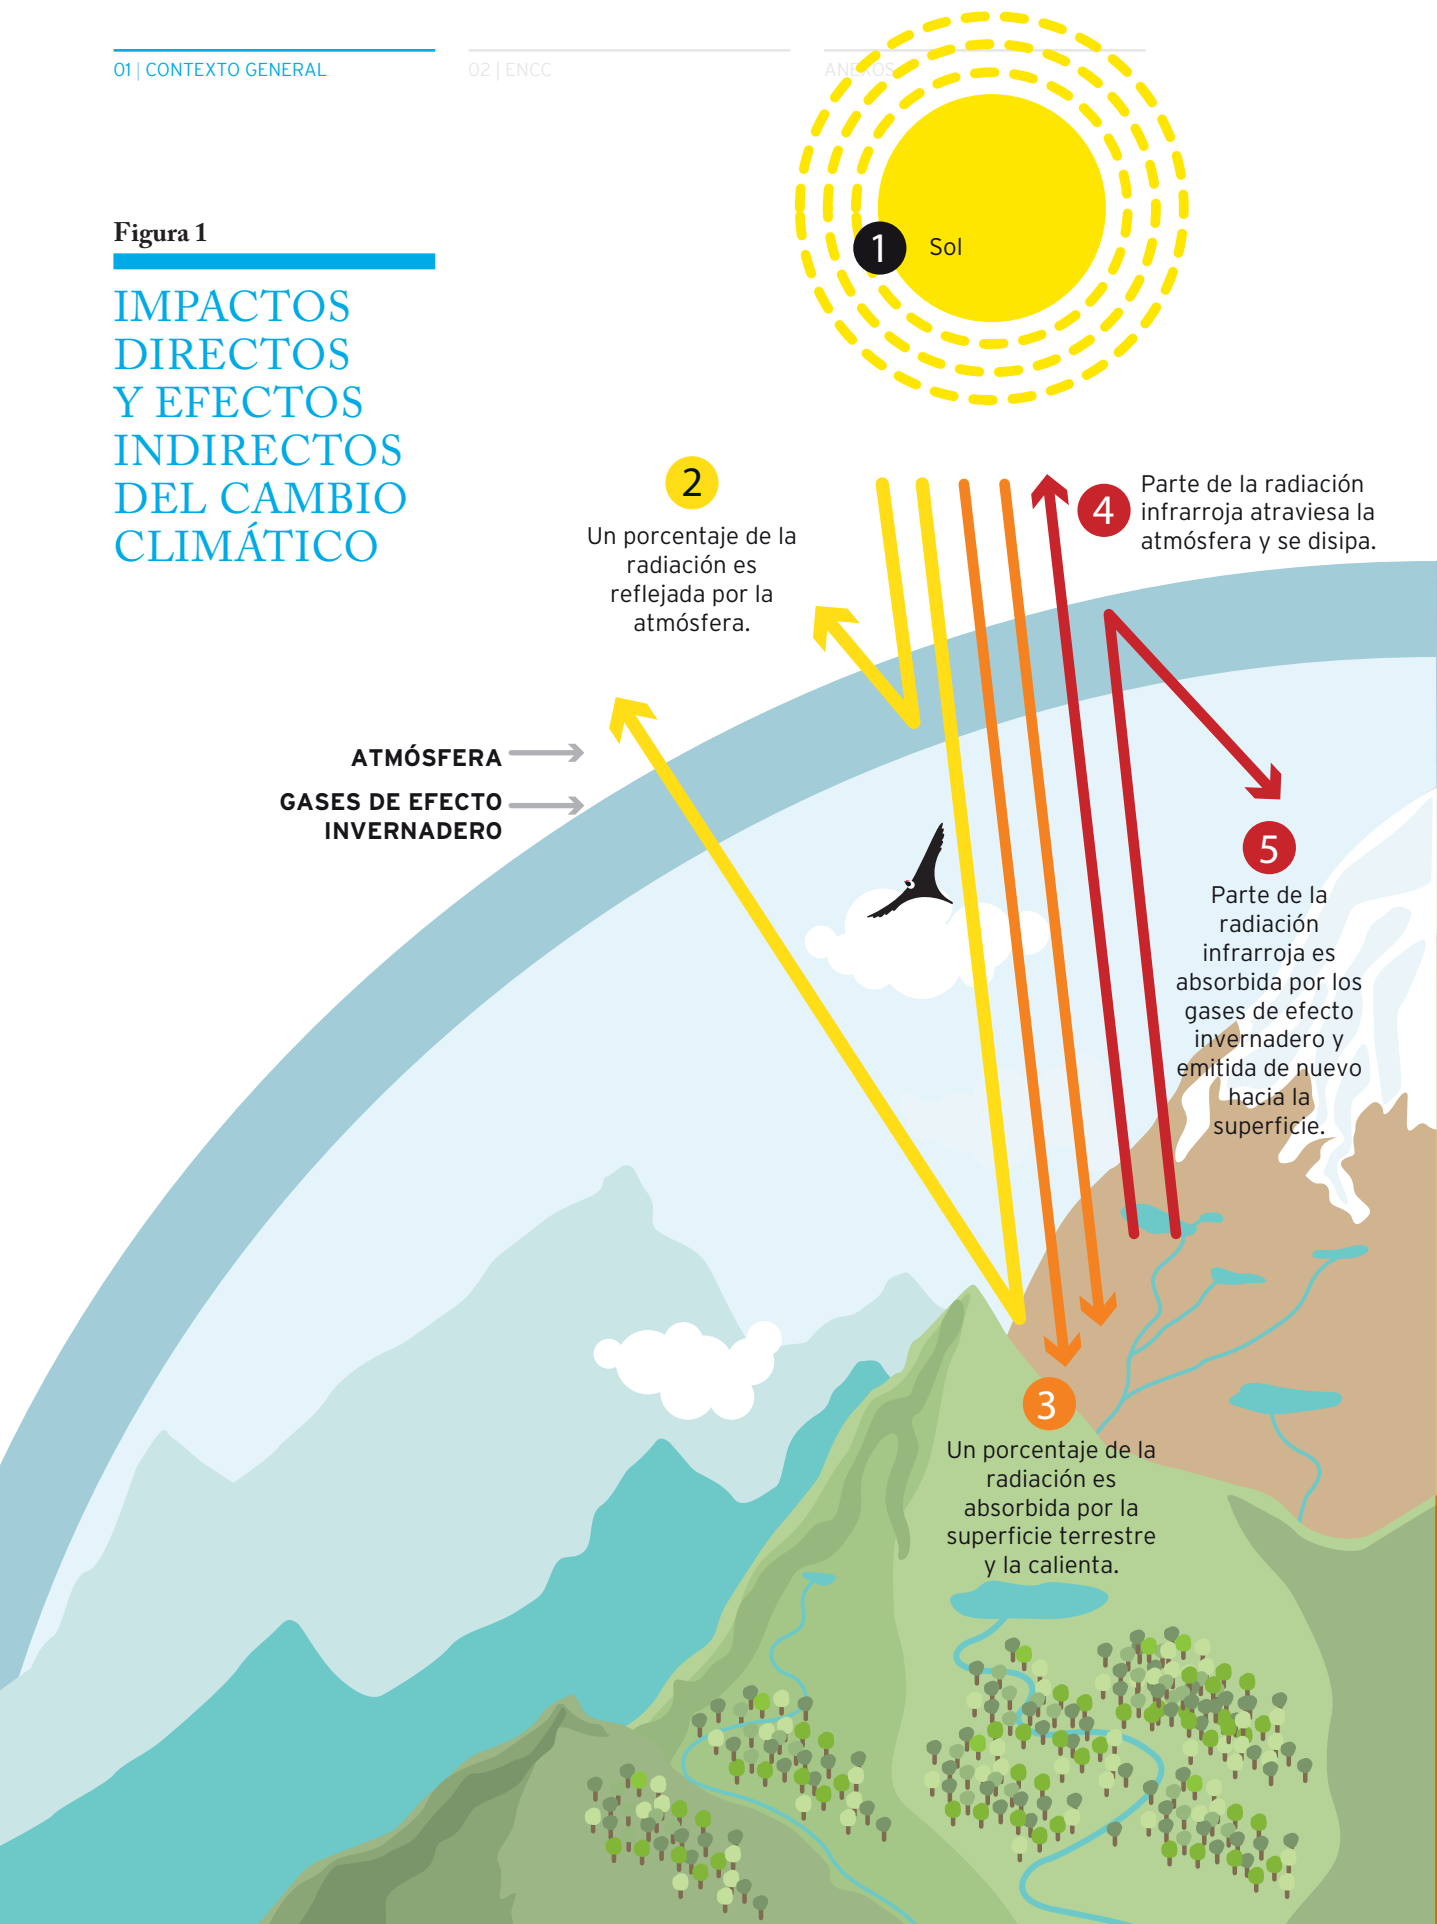 01 | CONTEXTO GENERAL
02 | ENCC
ANEXOS
Figura 1
IMPACTOS
DIRECTOS
Y EFECTOS
INDIRECTOS
DEL CAMBIO
CLIMÁTICO
1 Sol
2
Un porcentaje de la
radiación es
reflejada por la
atmósfera.
4
Parte de la radiación
infrarroja atraviesa la
atmósfera y se disipa.
ATMÓSFERA
GASES DE EFECTO
INVERNADERO
5
Parte de la
radiación
infrarroja es
absorbida por los
gases de efecto
invernadero y
emitida de nuevo
hacia la
superficie.
3
Un porcentaje de la
radiación es
absorbida por la
superficie terrestre
y la calienta.